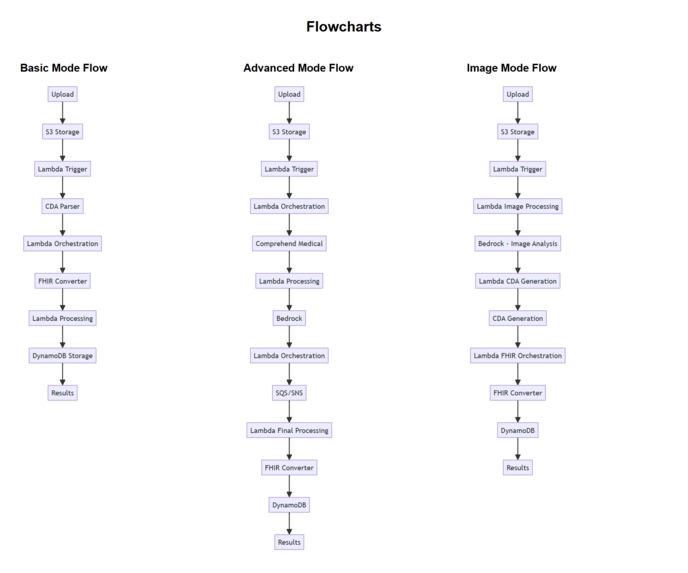 Flowcharts
Basic Mode Flow
Upload
S3 Storage
Lambda Trigger
CDA Parser
Lambda Orchestration
FHIR Converter
Lambda Processing
DynamoDB Storage
Results
Advanced Mode Flow
Upload
S3 Storage
Lambda Trigger
Lambda Orchestration
Comprehend Medical
Lambda Processing
Bedrock
Lambda Orchestration
SQS/SNS
Lambda Final Processing
FHIR Converter
DynamoDB
Results
Image Mode Flow
Upload
S3 Storage
Lambda Trigger
Lambda Image Processing
Bedrock - Image Analysis
Lambda CDA Generation
CDA Generation
Lambda FHIR Orchestration
FHIR Converter
DynamoDB
Results